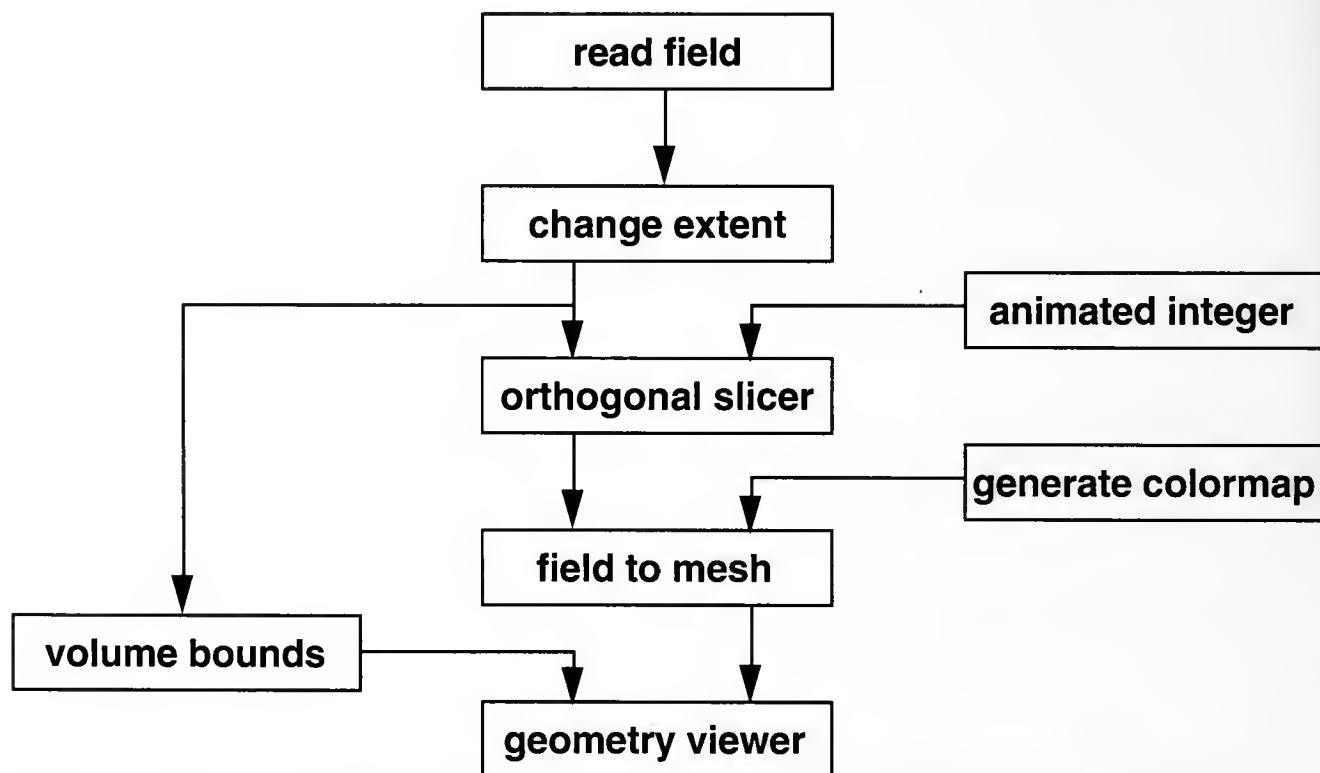 read field
change extent
animated integer
orthogonal slicer
generate colormap
field to mesh
volume bounds
geometry viewer